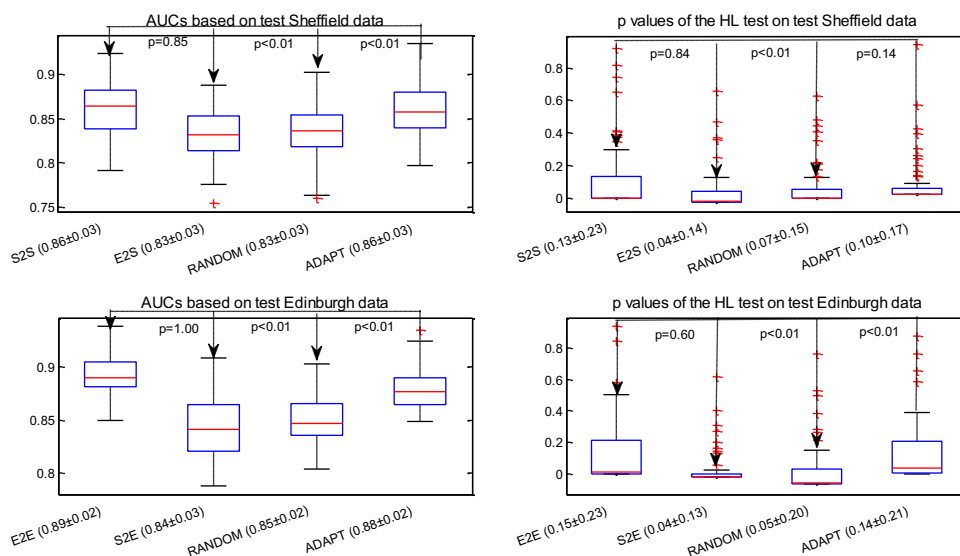 AUCs based on test Sheffield data
p=0.85
p<0.01
p<0.01
0.9
0.85
0.8
0.75
S2S (0.86±0.03)
E2S (0.83±0.03)
RANDOM (0.83±0.03)
ADAPT (0.86±0.03)
p values of the HL test on test Sheffield data
p=0.84
p<0.01
p=0.14
0.8
0.6
0.4
0.2
0
S2S (0.13±0.23)
E2S (0.04±0.14)
RANDOM (0.07±0.15)
ADAPT (0.10±0.17)
AUCs based on test Edinburgh data
p=1.00
p<0.01
p<0.01
0.9
0.85
0.8
E2E (0.89±0.02)
S2E (0.84±0.03)
RANDOM (0.85±0.02)
ADAPT (0.88±0.02)
p values of the HL test on test Edinburgh data
p=0.60
p<0.01
p<0.01
0.8
0.6
0.4
0.2
0
E2E (0.15±0.23)
S2E (0.04±0.13)
RANDOM (0.05±0.20)
ADAPT (0.14±0.21)